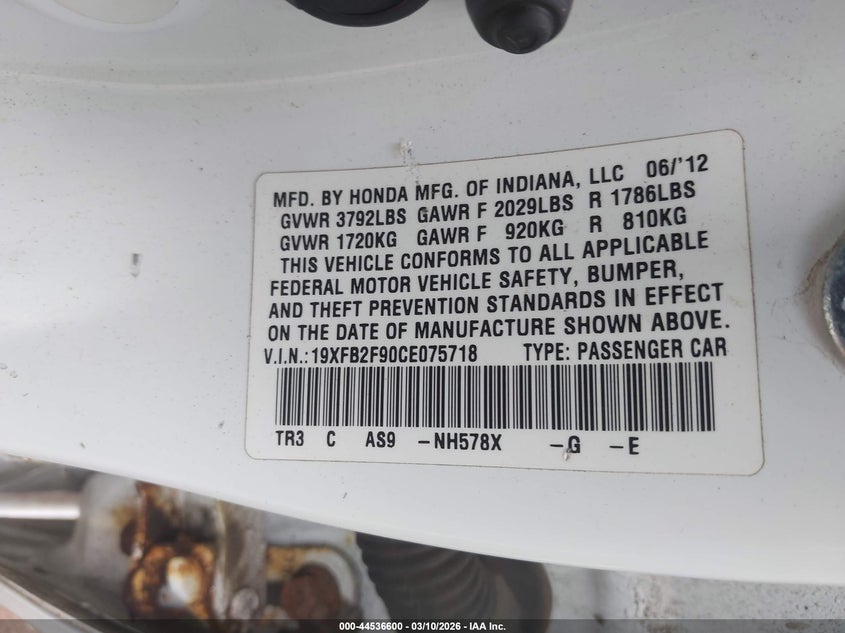 MFD. BY HONDA MFG. OF INDIANA, LLC 06/'12
GVWR 3792LBS GAWR F 2029LBS R 1786LBS
GVWR 1720KG GAWR F 920KG R 810KG
THIS VEHICLE CONFORMS TO ALL APPLICABLE
FEDERAL MOTOR VEHICLE SAFETY, BUMPER,
AND THEFT PREVENTION STANDARDS IN EFFECT
ON THE DATE OF MANUFACTURE SHOWN ABOVE.
V.I.N.:19XFB2F90CE075718 TYPE: PASSENGER CAR
TR3 C AS9 -NH578X -G -E
000-44536600 - 03/10/2026 - IAA Inc.